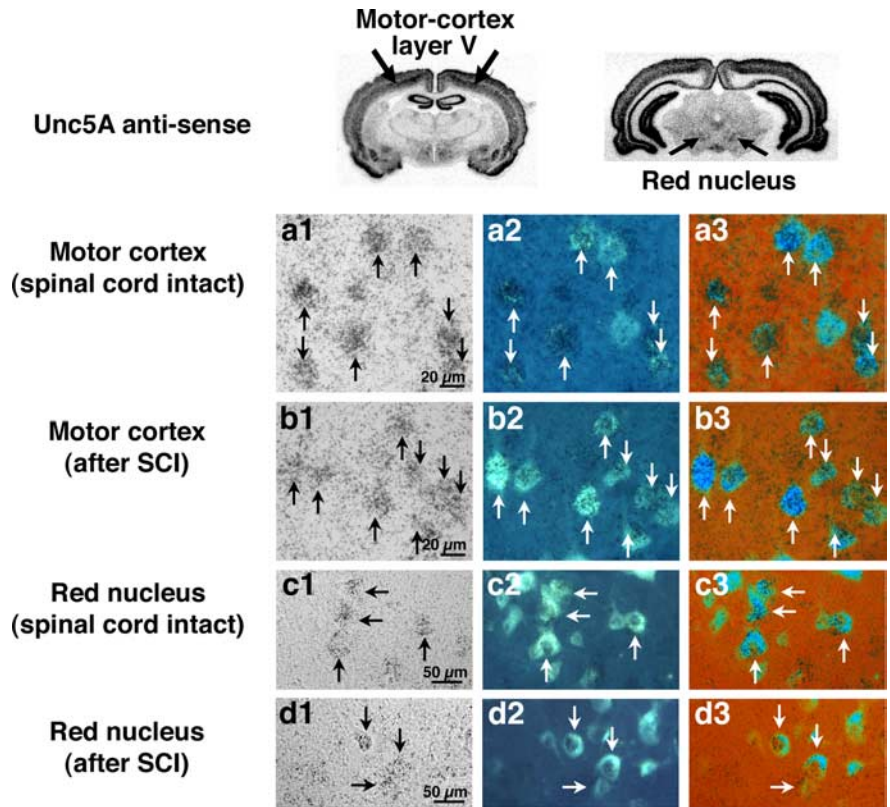 Motor-cortex
layer V
Unc5A anti-sense
Red nucleus
Motor cortex
(spinal cord intact)
a1
a2
a3
20 µm
Motor cortex
(after SCI)
b1
b2
b3
20 µm
Red nucleus
(spinal cord intact)
c1
c2
c3
50 µm
Red nucleus
(after SCI)
d1
d2
d3
50 µm